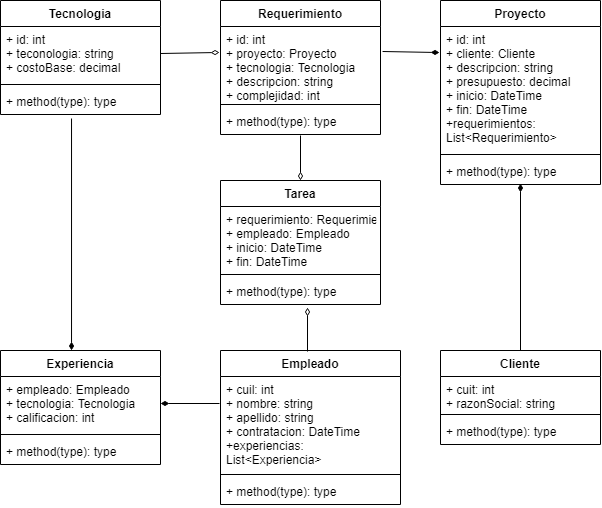 Tecnologia
+ id: int
+ teconologia: string
+ costoBase: decimal
+ method(type): type
Requerimiento
+ id: int
+ proyecto: Proyecto
+ tecnologia: Tecnologia
+ descripcion: string
+ complejidad: int
+ method(type): type
Proyecto
+ id: int
+ cliente: Cliente
+ descripcion: string
+ presupuesto: decimal
+ inicio: DateTime
+ fin: DateTime
+requerimientos:
List<Requerimiento>
+ method(type): type
Tarea
+ requerimiento: Requerimie
+ empleado: Empleado
+ inicio: DateTime
+ fin: DateTime
+ method(type): type
Experiencia
+ empleado: Empleado
+ tecnologia: Tecnologia
+ calificacion: int
+ method(type): type
Empleado
+ cuil: int
+ nombre: string
+ apellido: string
+ contratacion: DateTime
+experiencias:
List<Experiencia>
+ method(type): type
Cliente
+ cuit: int
+ razonSocial: string
+ method(type): type